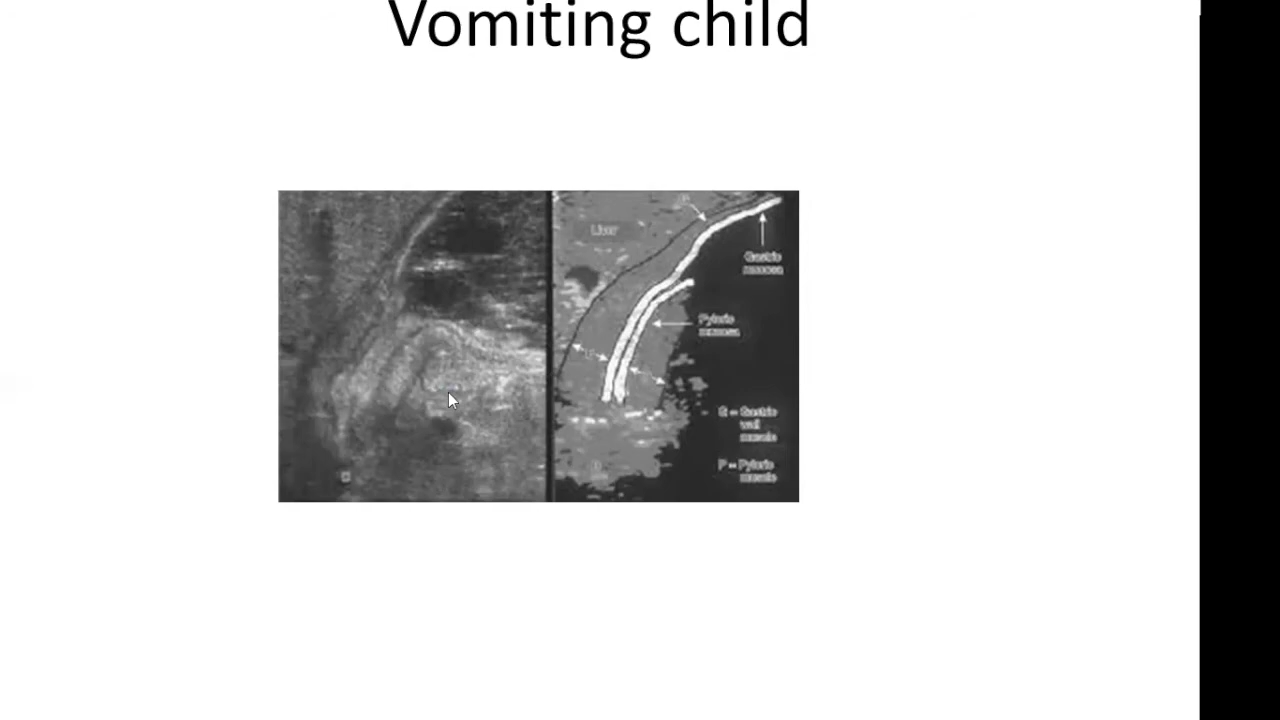 Vomiting child
Liver
Gastric
mucosa
Pyloric
mucosa
G = Gastric
wall
muscle
P = Pyloric
muscle